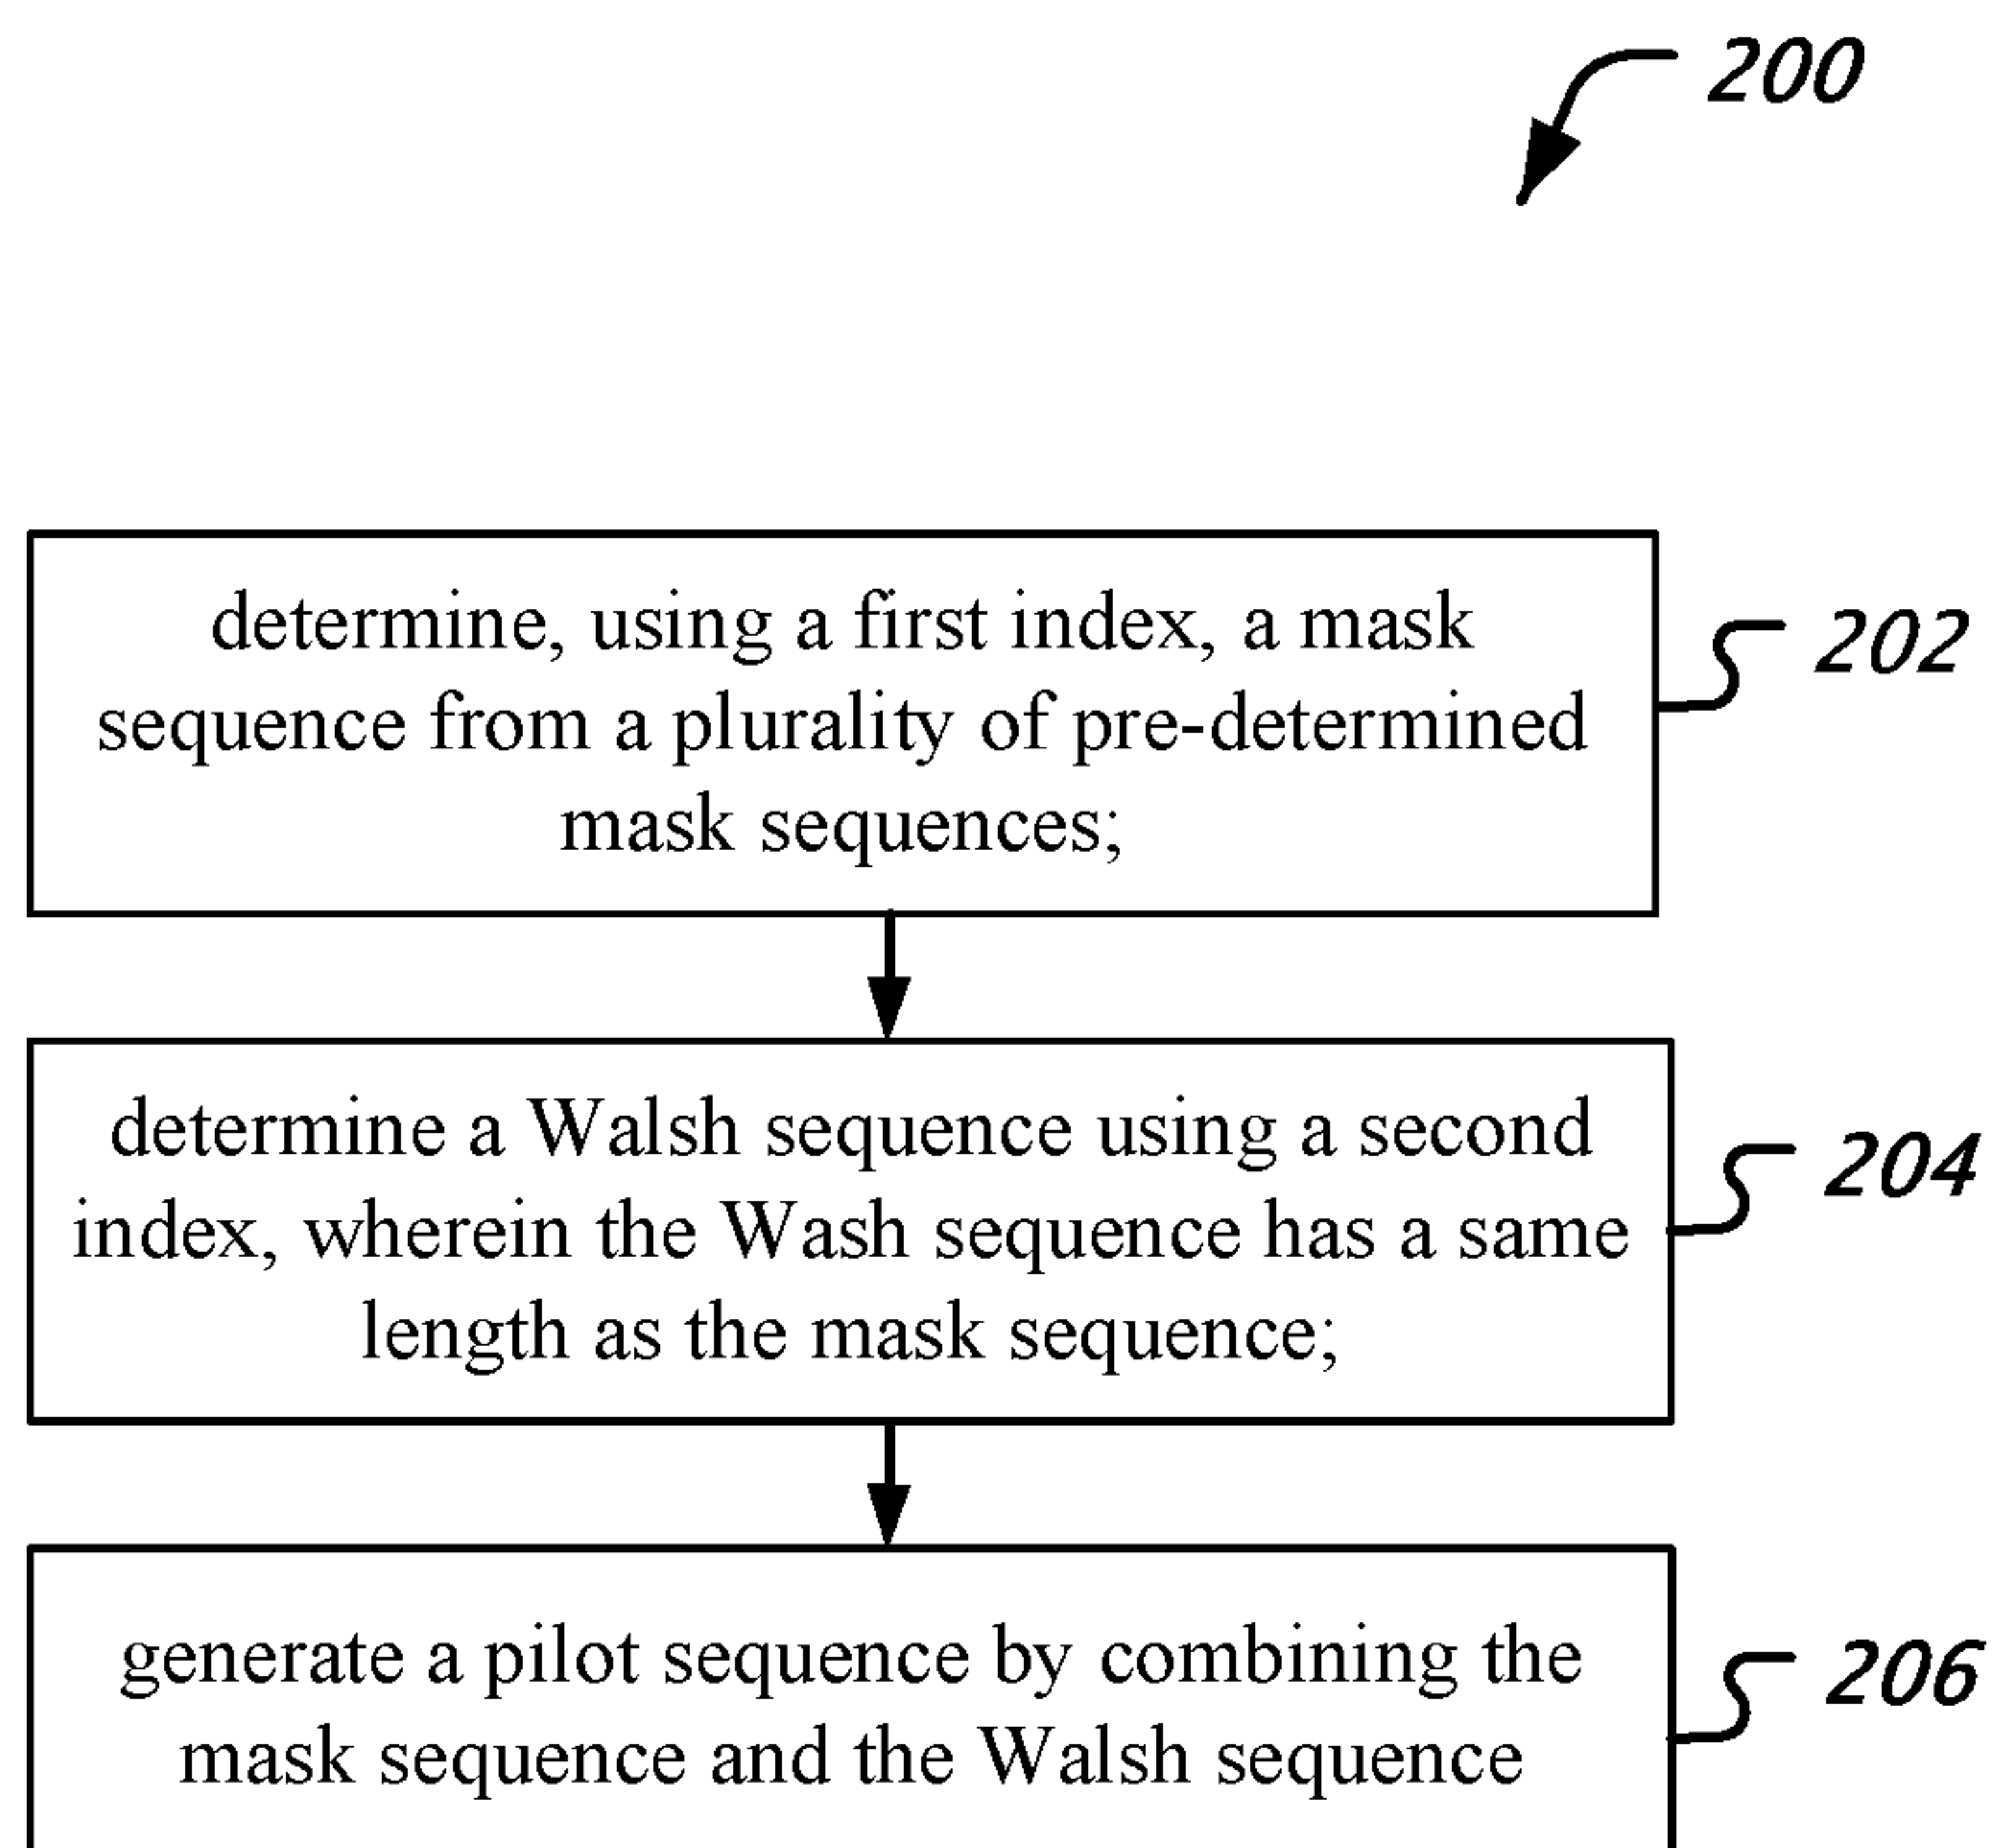 200
determine, using a first index, a mask
sequence from a plurality of pre-determined
mask sequences;
202
determine a Walsh sequence using a second
index, wherein the Wash sequence has a same
length as the mask sequence;
204
generate a pilot sequence by combining the
mask sequence and the Walsh sequence
206